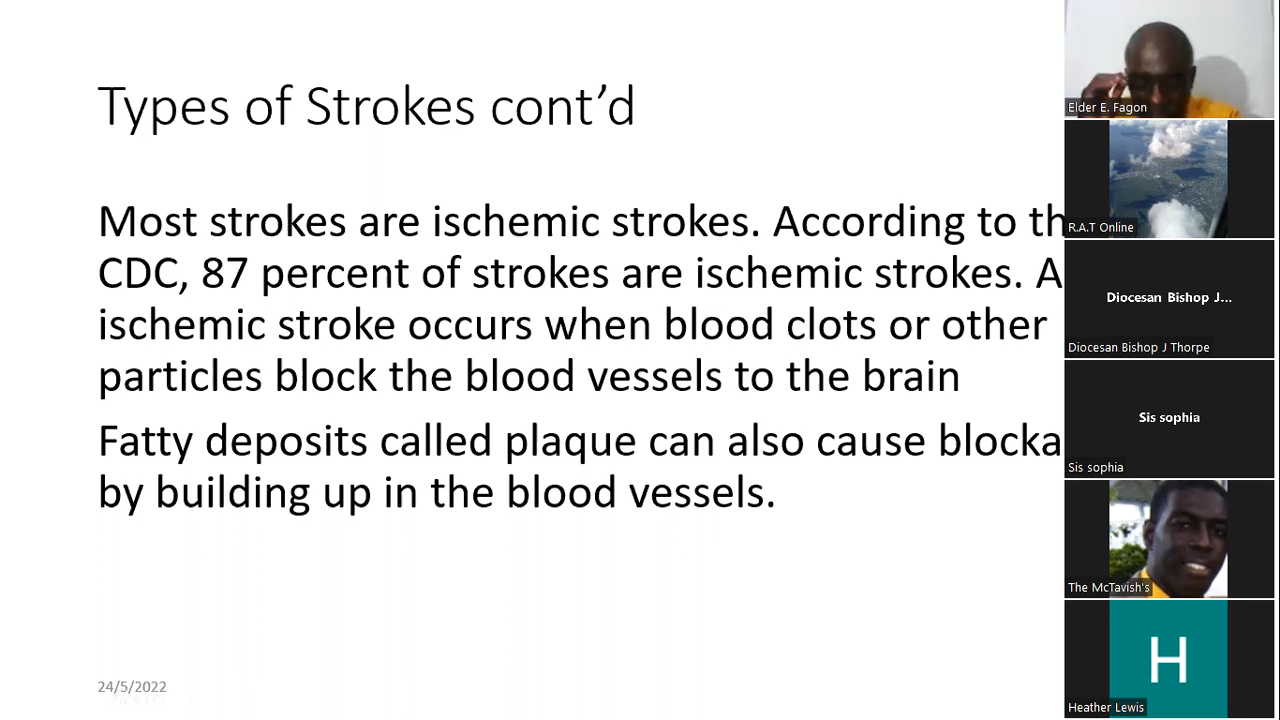 Types of Strokes cont’d
Most strokes are ischemic strokes. According to th
CDC, 87 percent of strokes are ischemic strokes. A
ischemic stroke occurs when blood clots or other
particles block the blood vessels to the brain
Fatty deposits called plaque can also cause blocka
by building up in the blood vessels.
24/5/2022
Elder E. Fagon
R.A.T Online
Diocesan Bishop J...
Diocesan Bishop J Thorpe
Sis sophia
Sis sophia
The McTavish's
H
Heather Lewis